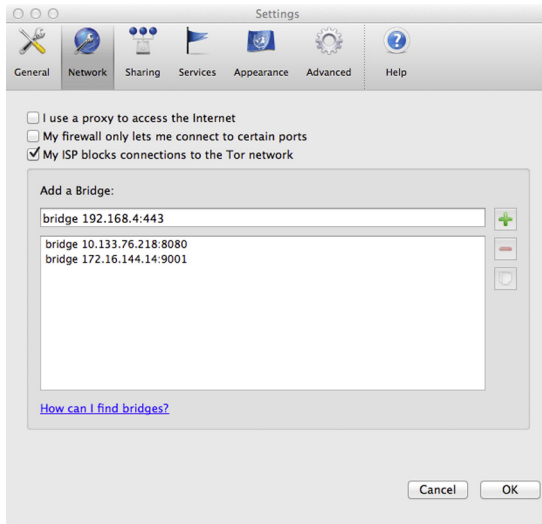 Settings
General Network Sharing Services Appearance Advanced Help
I use a proxy to access the Internet
My firewall only lets me connect to certain ports
My ISP blocks connections to the Tor network
Add a Bridge:
bridge 192.168.4:443
bridge 10.133.76.218:8080
bridge 172.16.144.14:9001
How can I find bridges?
Cancel OK